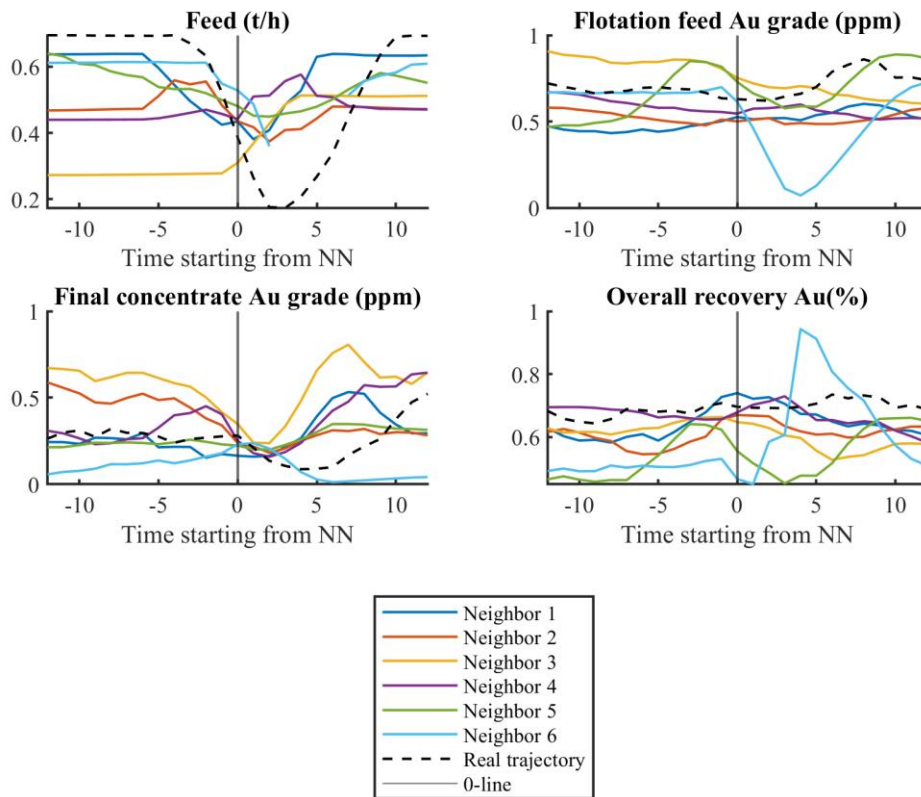 Feed (t/h)
0.6
0.4
0.2
-10 -5 0 5 10
Time starting from NN
Flotation feed Au grade (ppm)
1
0.5
0
-10 -5 0 5 10
Time starting from NN
Final concentrate Au grade (ppm)
1
0.5
0
-10 -5 0 5 10
Time starting from NN
Overall recovery Au(%)
1
0.8
0.6
-10 -5 0 5 10
Time starting from NN
Neighbor 1
Neighbor 2
Neighbor 3
Neighbor 4
Neighbor 5
Neighbor 6
Real trajectory
0-line